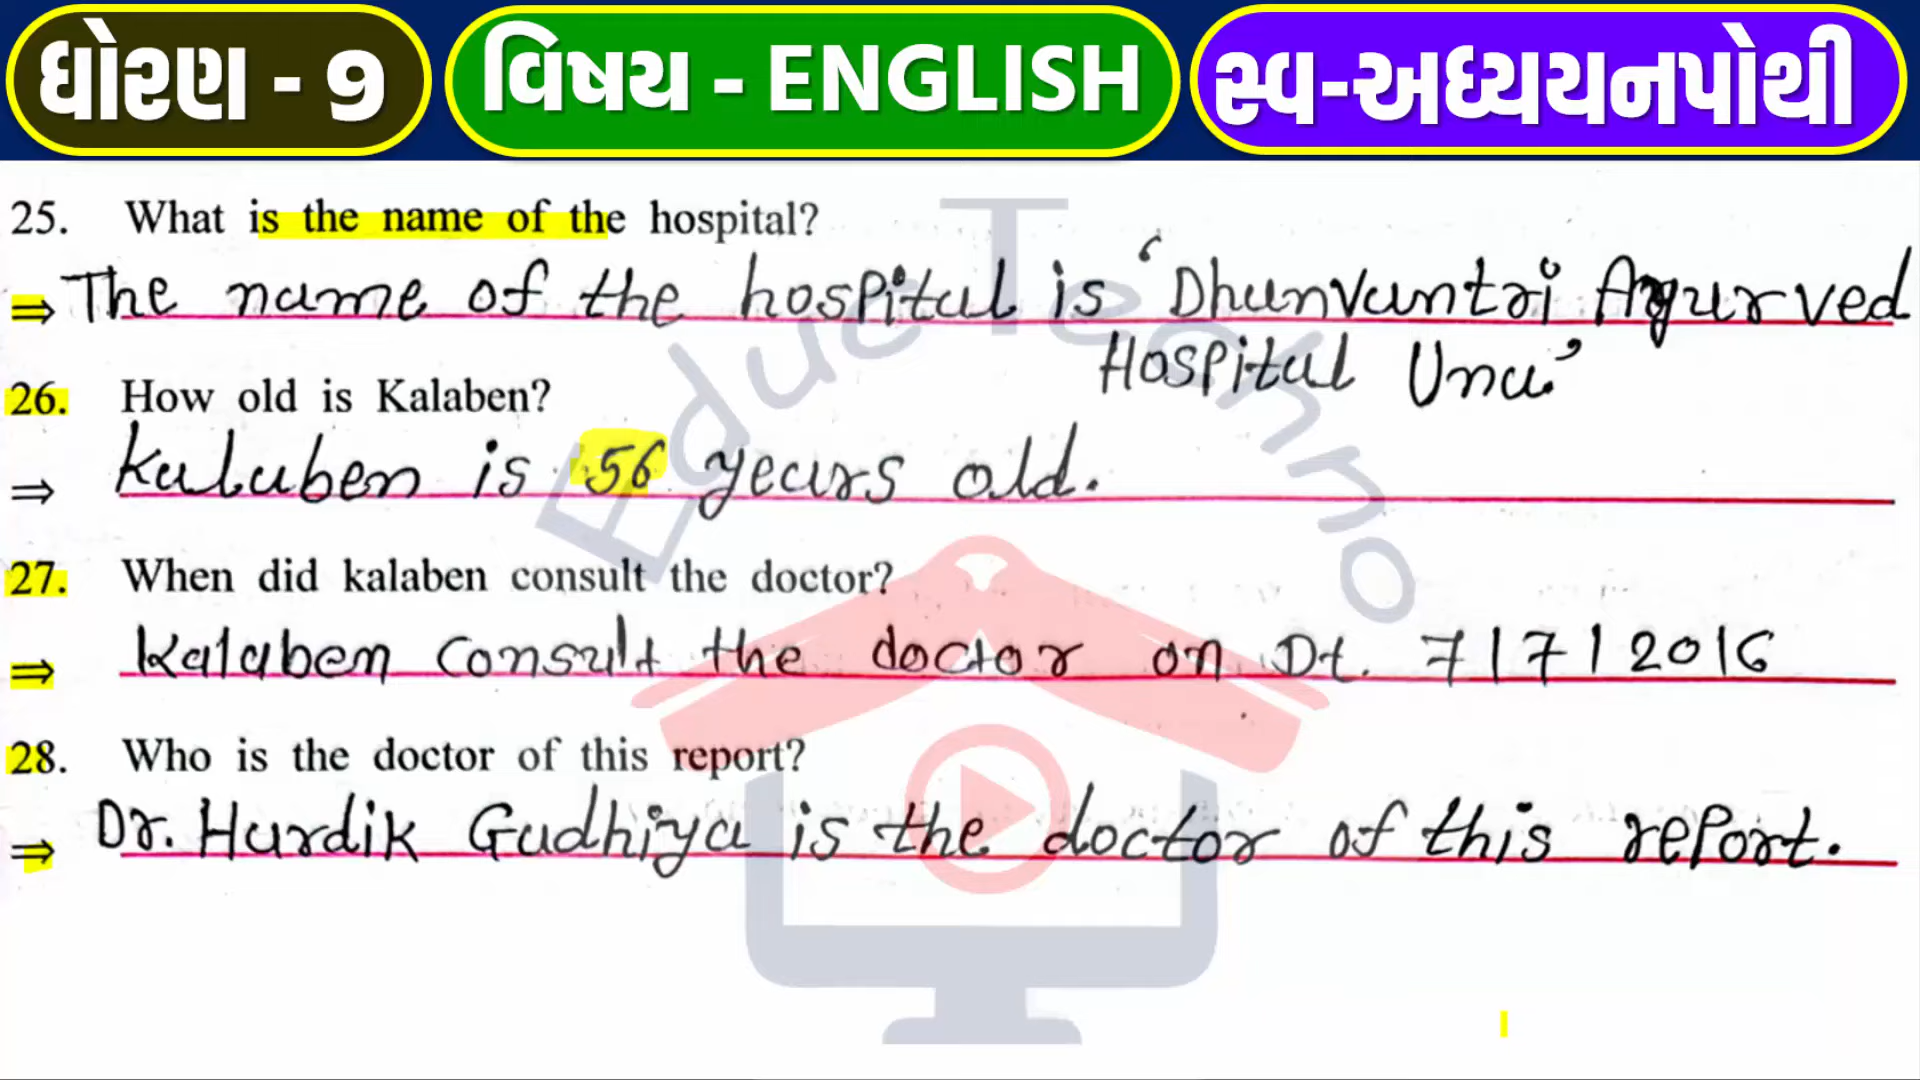 ધોરણ - 9 વિષય - ENGLISH સ્વ-અધ્યયનપોથી
25. What is the name of the hospital?
⇒ The name of the hospital is ‘Dhanvantri Ayurved
Hospital Una’
26. How old is Kalaben?
⇒ Kalaben is 56 years old.
27. When did kalaben consult the doctor?
⇒ Kalaben consult the doctor on Dt. 7/7/2016
28. Who is the doctor of this report?
⇒ Dr. Hardik Gadhiya is the doctor of this report.
Educ Techno